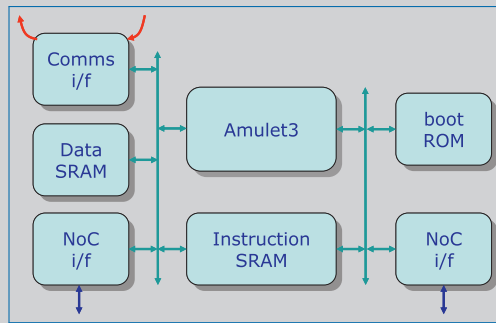 Comms
i/f
Amulet3
boot
ROM
Data
SRAM
NoC
i/f
Instruction
SRAM
NoC
i/f